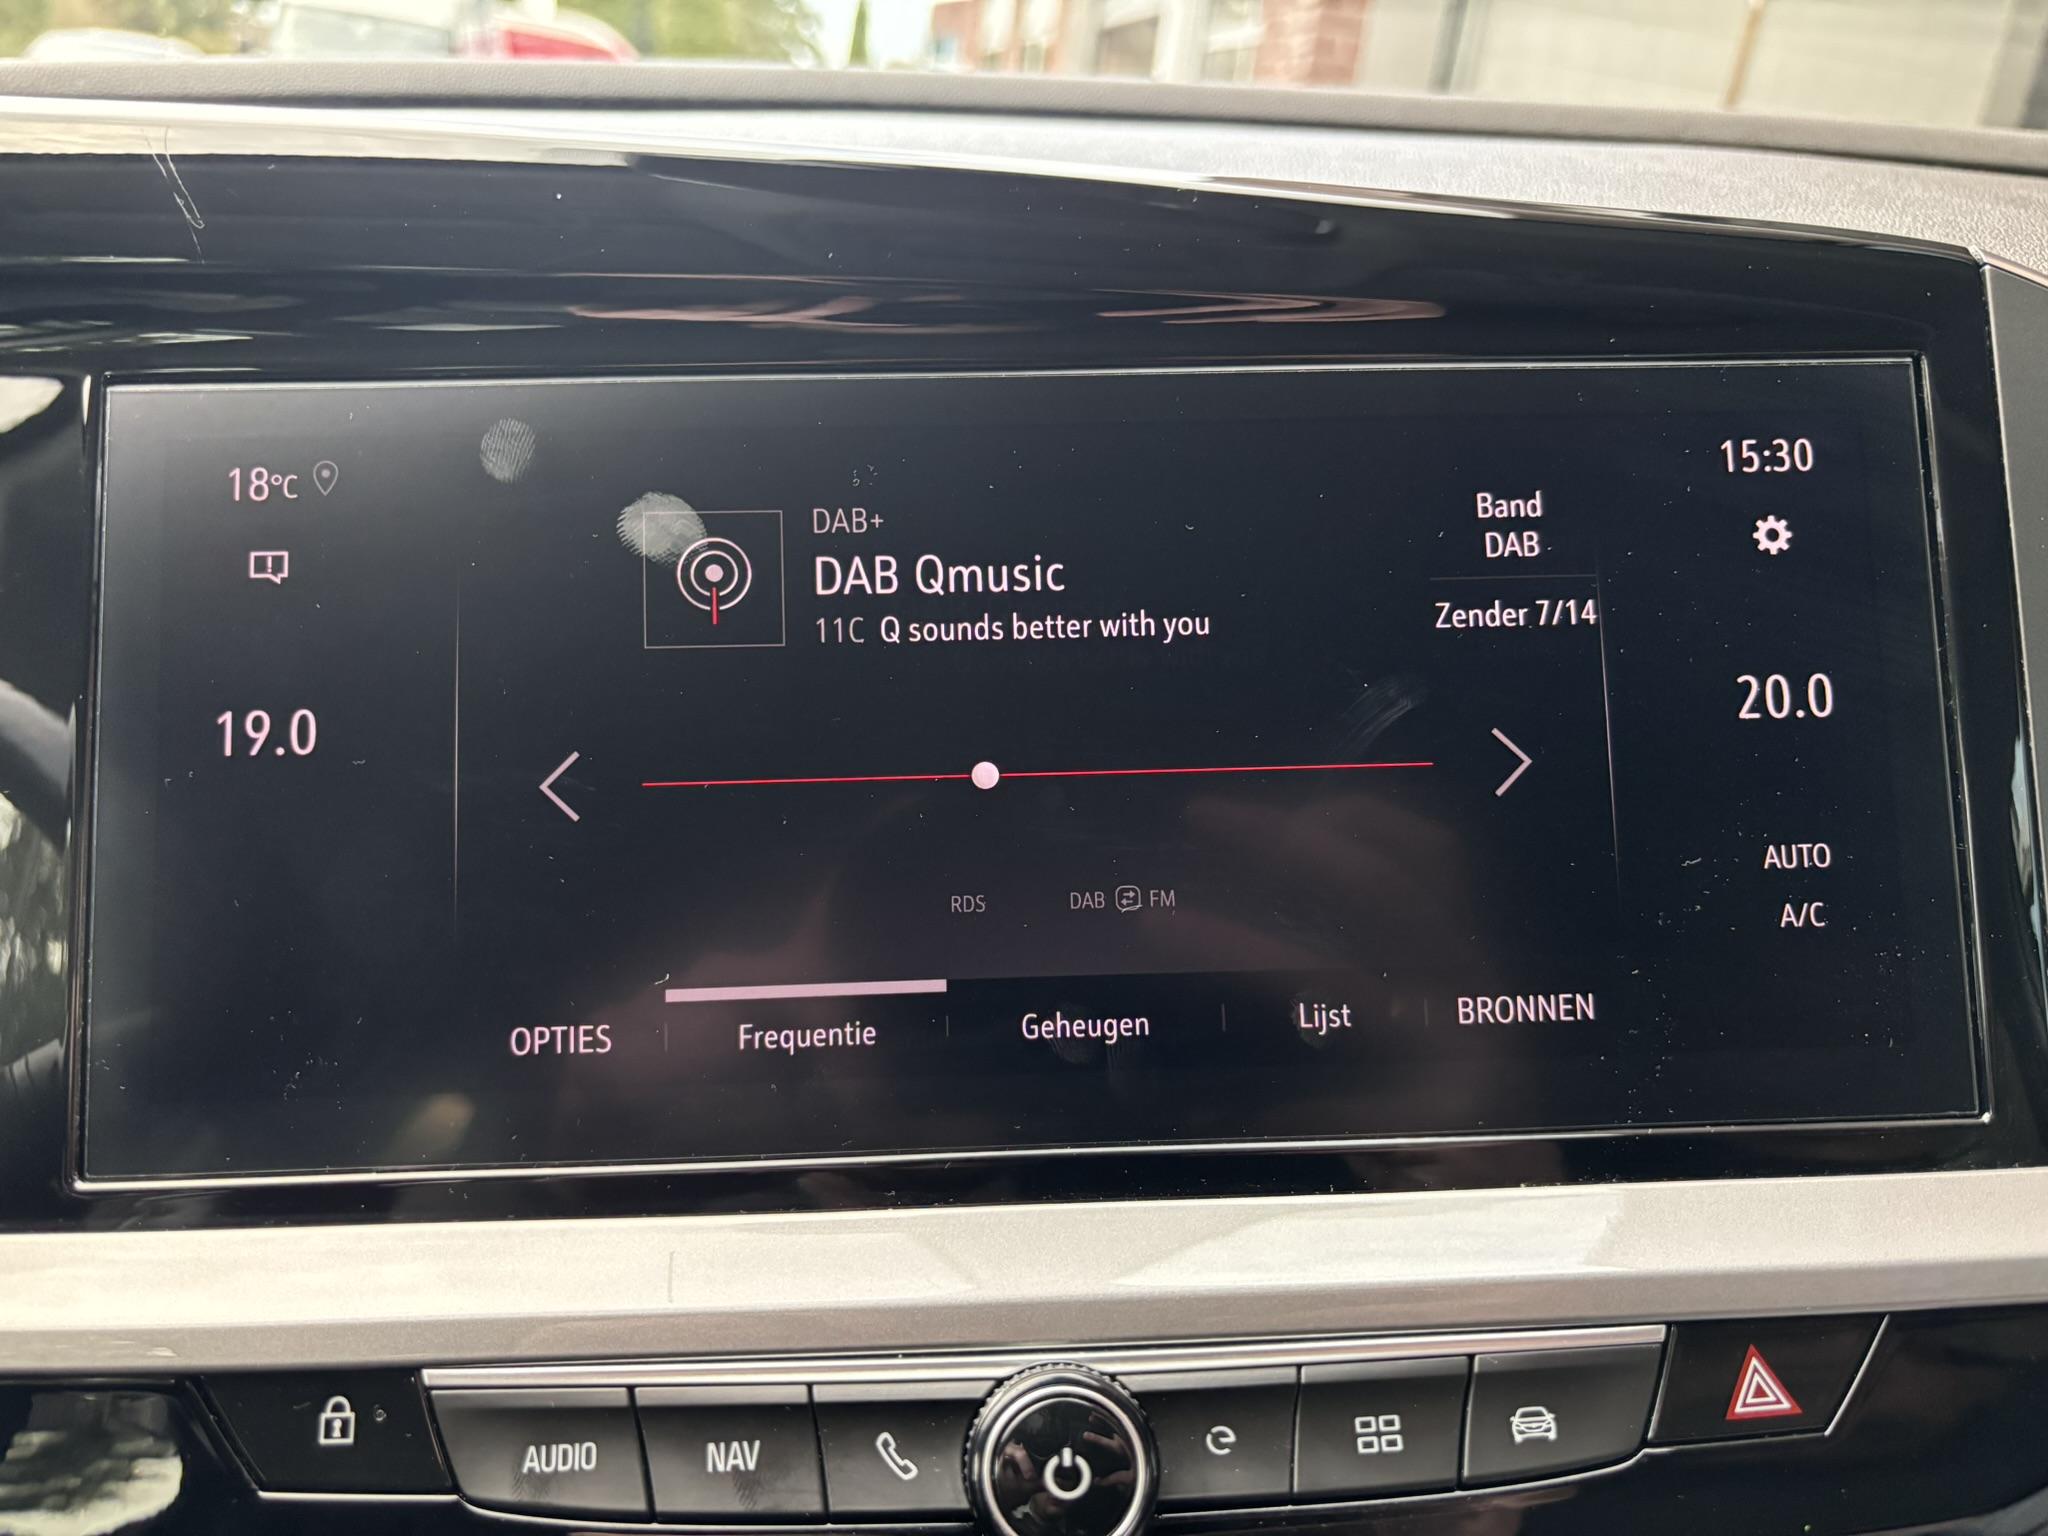 18°C
15:30
DAB+
DAB Qmusic
11C Q sounds better with you
Band
DAB
Zender 7/14
19.0
20.0
AUTO
A/C
RDS
DAB FM
OPTIES
Frequentie
Geheugen
Lijst
BRONNEN
AUDIO
NAV